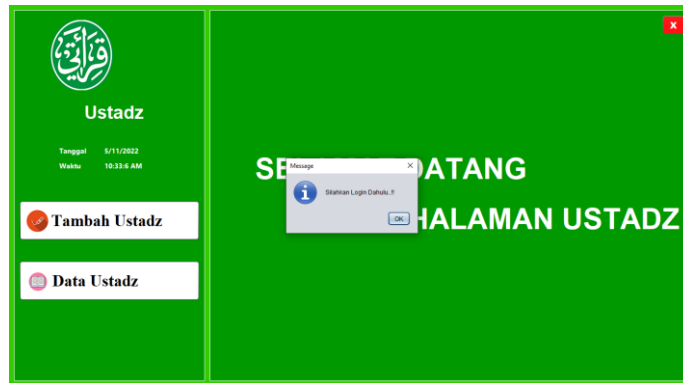 قرآءتي
Ustadz
Tanggal 5/11/2022
Waktu 10:33:6 AM
Tambah Ustadz
Data Ustadz
X
SE DATANG
HALAMAN USTADZ
Message X
Silahkan Login Dahulu..!!
OK